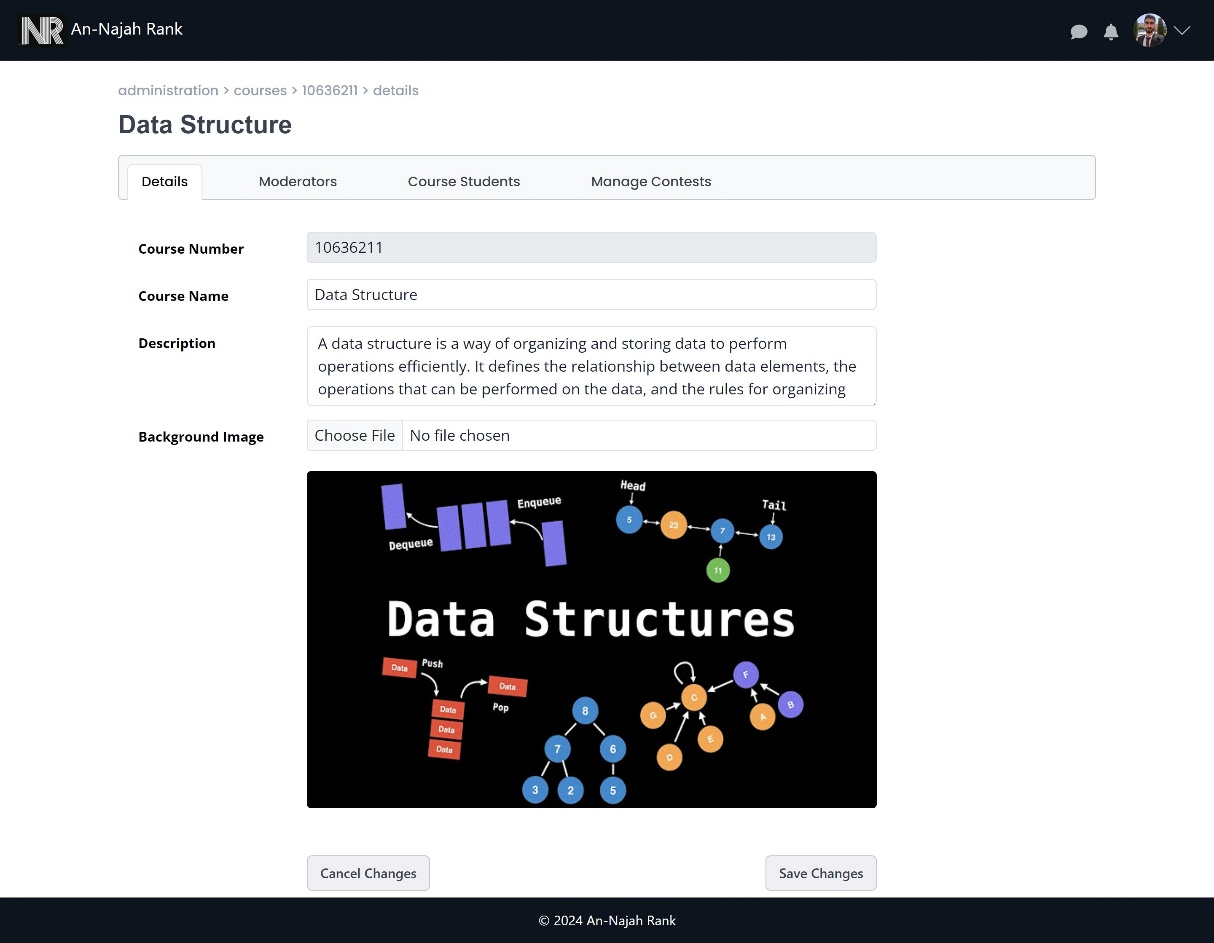 NR An-Najah Rank
administration > courses > 10636211 > details
Data Structure
Details Moderators Course Students Manage Contests
Course Number 10636211
Course Name Data Structure
Description A data structure is a way of organizing and storing data to perform
operations efficiently. It defines the relationship between data elements, the
operations that can be performed on the data, and the rules for organizing
Background Image Choose File No file chosen
Head
Enqueue
Tail
5 23 7 13
Dequeue
11
Data Structures
Data Push
Data
Pop
Data
Data
Data
F
C
B
G
A
E
D
8
7 6
3 2 5
Cancel Changes Save Changes
© 2024 An-Najah Rank